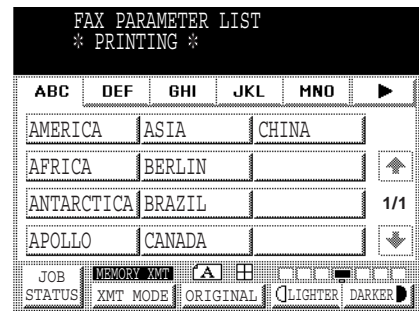 FAX PARAMETER LIST
* PRINTING *
ABC DEF GHI JKL MNO
AMERICA ASIA CHINA
AFRICA BERLIN
ANTARCTICA BRAZIL 1/1
APOLLO CANADA
JOB STATUS
MEMORY XMT A
XMT MODE ORIGINAL LIGHTER DARKER